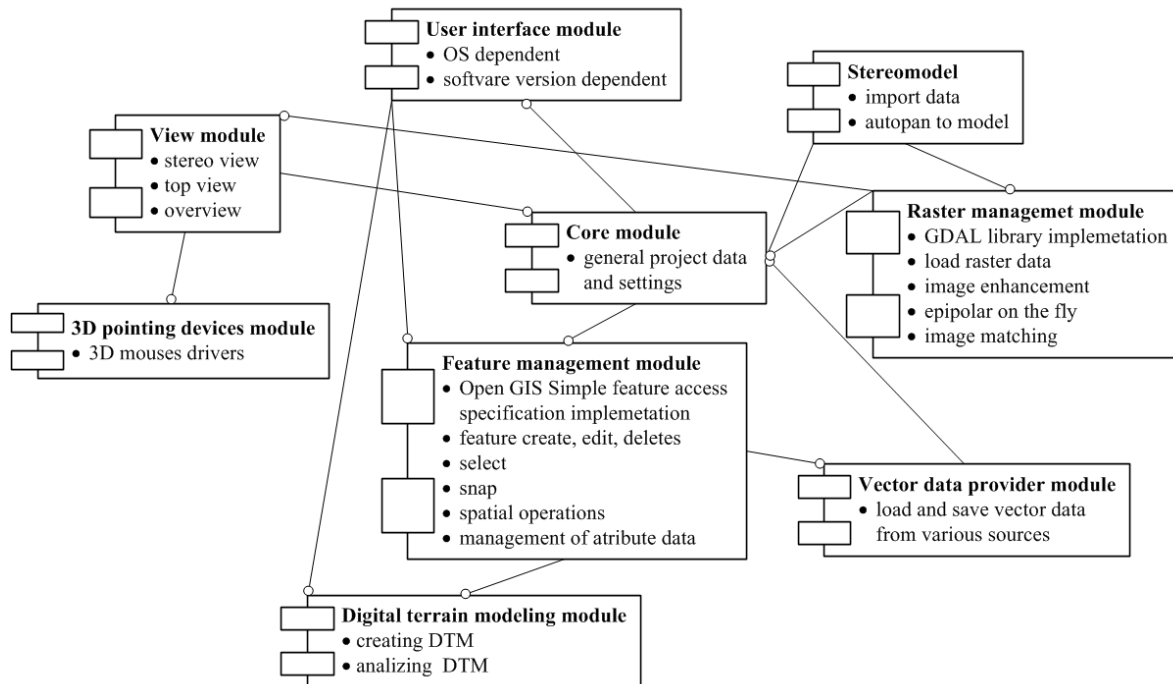 User interface module
• OS dependent
• softvare version dependent
Stereomodel
• import data
• autopan to model
View module
• stereo view
• top view
• overview
Core module
• general project data
and settings
Raster managemet module
• GDAL library implemetation
• load raster data
• image enhancement
• epipolar on the fly
• image matching
3D pointing devices module
• 3D mouses drivers
Feature management module
• Open GIS Simple feature access
specification implemetation
• feature create, edit, deletes
• select
• snap
• spatial operations
• management of atribute data
Vector data provider module
• load and save vector data
from various sources
Digital terrain modeling module
• creating DTM
• analizing DTM